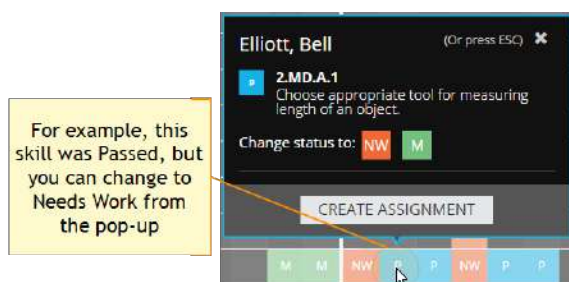 Elliott, Bell (Or press ESC) ✖
P 2.MD.A.1
Choose appropriate tool for measuring
length of an object.
Change status to: NW M
CREATE ASSIGNMENT
For example, this
skill was Passed, but
you can change to
Needs Work from
the pop-up
M M NW P P NW P P